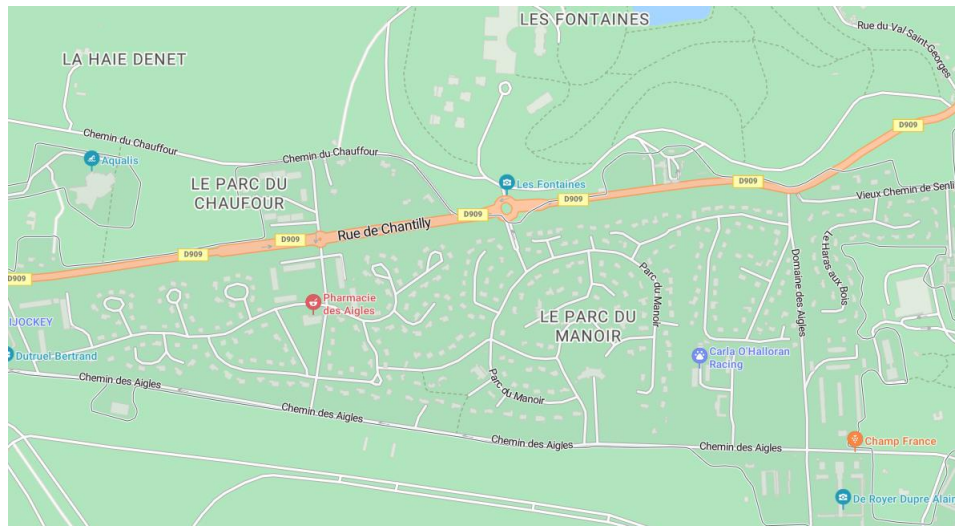 LES FONTAINES
Rue du Val Saint-Georges
LA HAIE DENET
D909
Chemin du Chauffour
Chemin du Chauffour
Aqualis
LE PARC DU
CHAUFOUR
Les Fontaines
D909
D909
D909
Vieux Chemin de Senli
Rue de Chantilly
D909
D909
D909
Le Haras aux Bois
Domaine des Aigles
Parc du Manoir
Pharmacie
des Aigles
LE PARC DU
MANOIR
IJOCKEY
Dutruel Bertrand
Carla O'Halloran
Racing
Chemin des Aigles
Parc du Manoir
Chemin des Aigles
Chemin des Aigles
Chemin des Aigles
Champ France
De Royer Dupre Alain